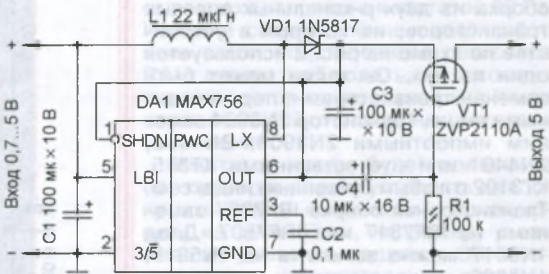 L1 22 мкГн
VD1 1N5817
+
+
DA1 MAX756
C3
100 мк ×
× 10 В
VT1
ZVP2110A
1
SHDN
PWC
LX
8
5
LBI
OUT
6
C4
10 мк × 16 В
R1
100 к
REF
3
2
3/5
GND
7
C2
0,1 мк
Вход 0,7...5 В
C1 100 мк × 10 В
Выход 5 В
-
-